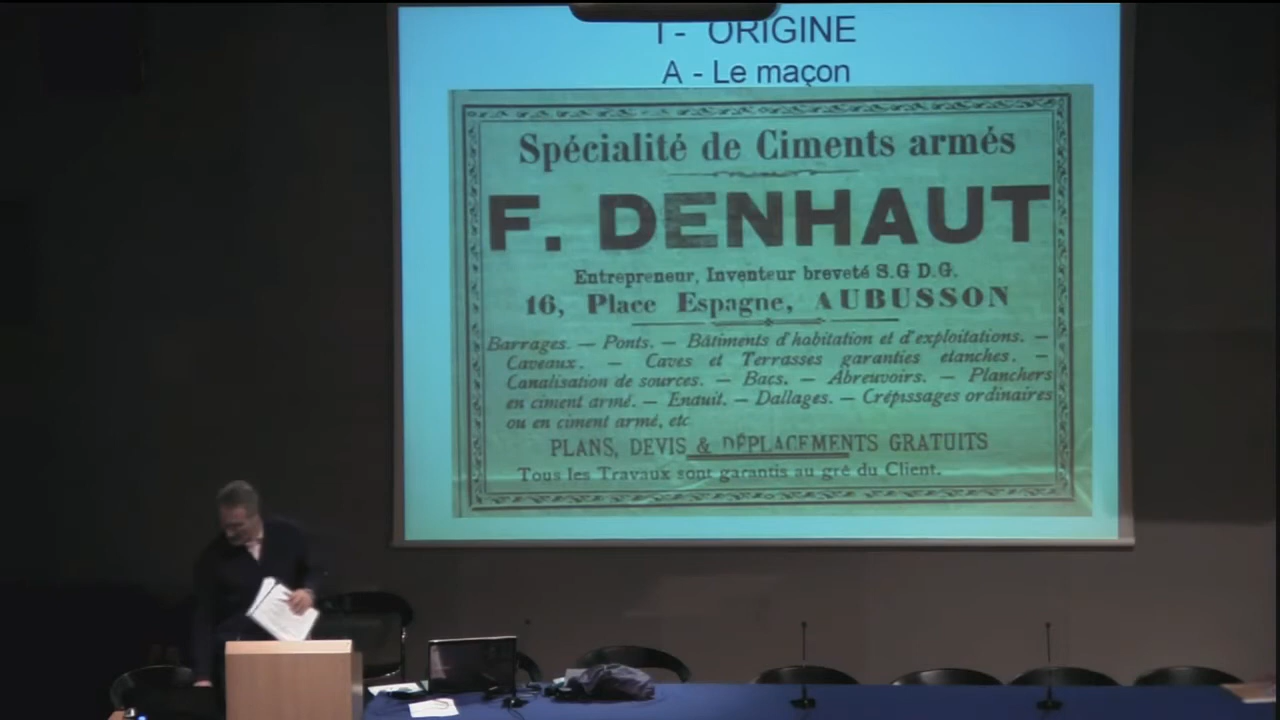 I - ORIGINE
A - Le maçon
Spécialité de Ciments armés
F. DENHAUT
Entrepreneur, Inventeur breveté S.G D.G.
16, Place Espagne, AUBUSSON
Barrages. — Ponts. — Bâtiments d'habitation et d'exploitations. —
Caveaux. — Caves et Terrasses garanties etanches. —
Canalisation de sources. — Bacs. — Abreuvoirs. — Planchers
en ciment armé. — Enduit. — Dallages. — Crépissages ordinaires
ou en ciment armé, etc
PLANS, DEVIS & DÉPLACEMENTS GRATUITS
Tous les Travaux sont garantis au gré du Client.